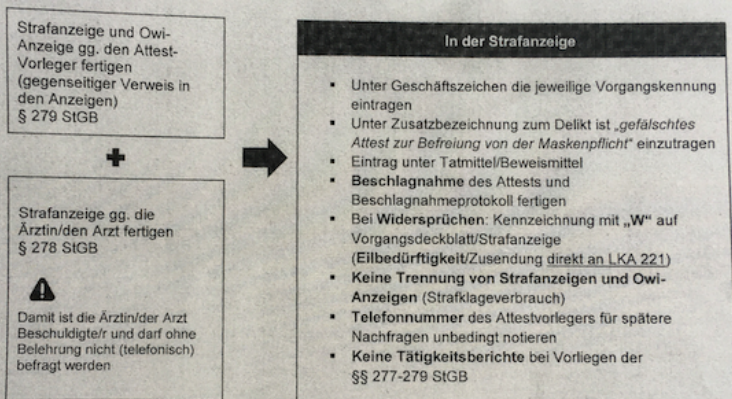 Strafanzeige und Owi-
Anzeige gg. den Attest-
Vorleger fertigen
(gegenseitiger Verweis in
den Anzeigen)
§ 279 StGB
+
Strafanzeige gg. die
Ärztin/den Arzt fertigen
§ 278 StGB
Damit ist die Ärztin/der Arzt
Beschuldigte/r und darf ohne
Belehrung nicht (telefonisch)
befragt werden
In der Strafanzeige
▪ Unter Geschäftszeichen die jeweilige Vorgangskennung
eintragen
▪ Unter Zusatzbezeichnung zum Delikt ist „gefälschtes
Attest zur Befreiung von der Maskenpflicht“ einzutragen
▪ Eintrag unter Tatmittel/Beweismittel
▪ Beschlagnahme des Attests und
Beschlagnahmeprotokoll fertigen
▪ Bei Widersprüchen: Kennzeichnung mit „W“ auf
Vorgangsdeckblatt/Strafanzeige
(Eilbedürftigkeit/Zusendung direkt an LKA 221)
▪ Keine Trennung von Strafanzeigen und Owi-
Anzeigen (Strafklageverbrauch)
▪ Telefonnummer des Attestvorlegers für spätere
Nachfragen unbedingt notieren
▪ Keine Tätigkeitsberichte bei Vorliegen der
§§ 277-279 StGB